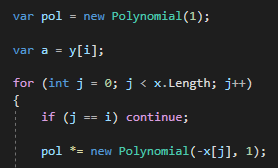 var pol = new Polynomial(1);
var a = y[i];
for (int j = 0; j < x.Length; j++)
{
if (j == i) continue;
pol *= new Polynomial(-x[j], 1);